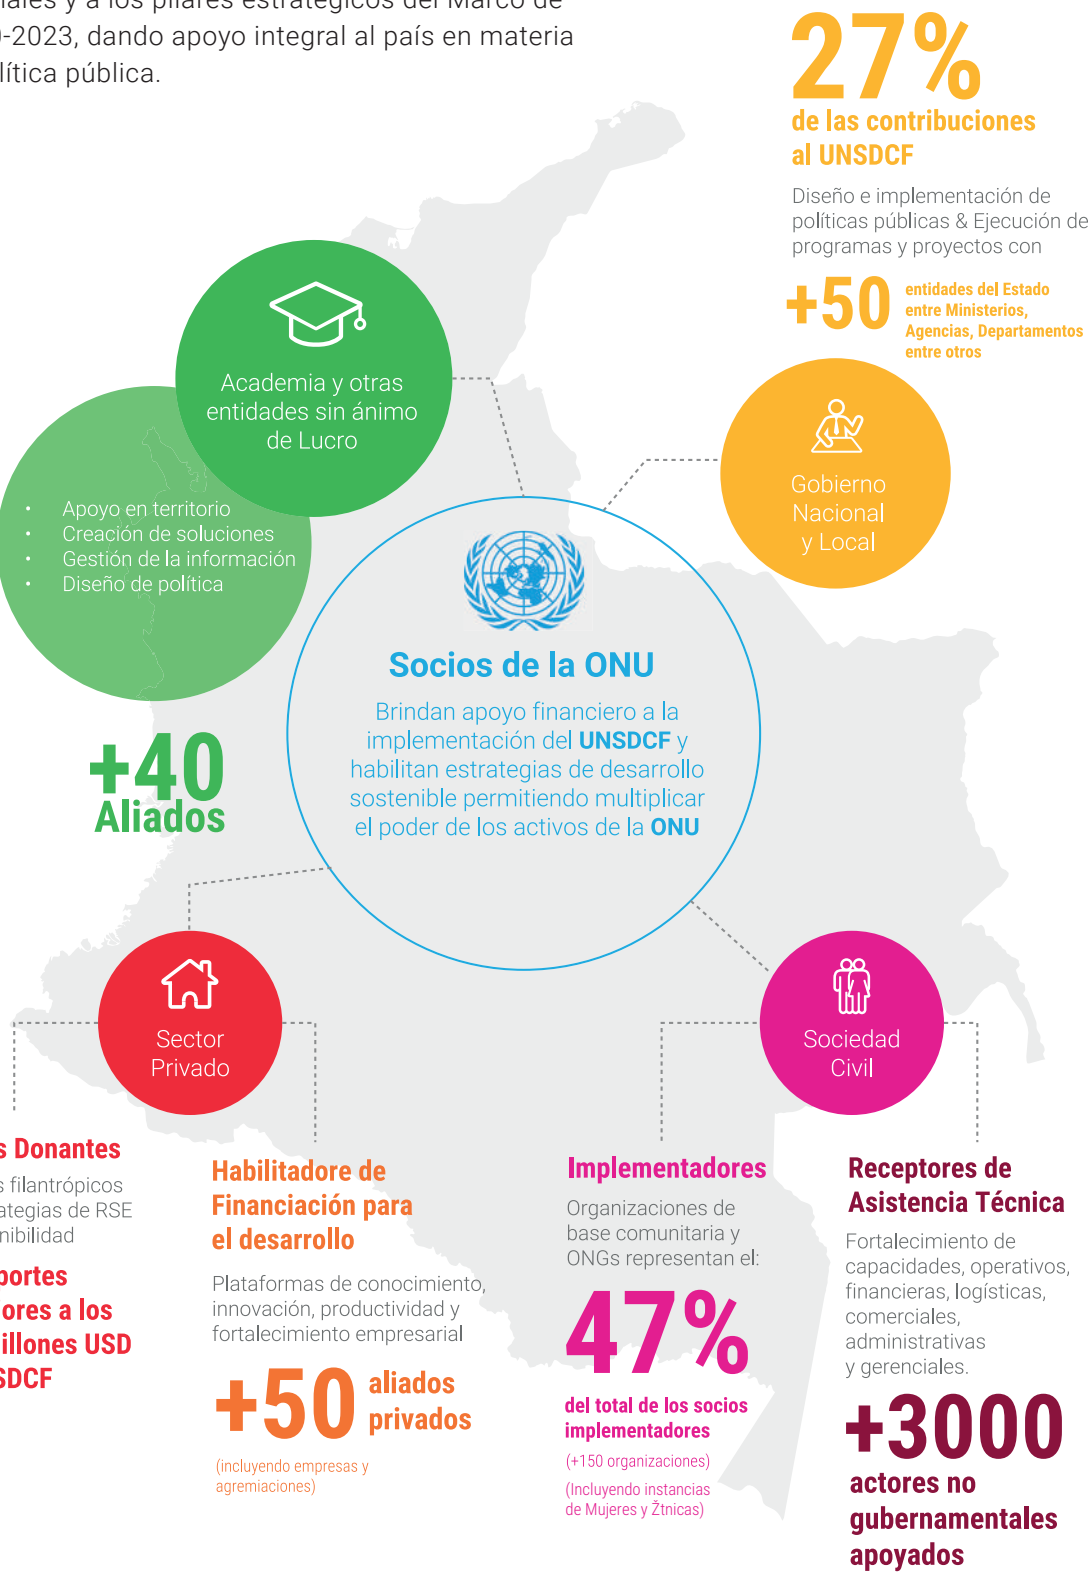 ales y a los pilares estratégicos del Marco de
-2023, dando apoyo integral al país en materia
lítica pública.
27%
de las contribuciones
al UNSDCF
Diseño e implementación de
políticas públicas & Ejecución de
programas y proyectos con
+50
entidades del Estado
entre Ministerios,
Agencias, Departamentos
entre otros
Academia y otras
entidades sin ánimo
de Lucro
• Apoyo en territorio
• Creación de soluciones
• Gestión de la información
• Diseño de política
+40
Aliados
Gobierno
Nacional
y Local
Socios de la ONU
Brindan apoyo financiero a la
implementación del UNSDCF y
habilitan estrategias de desarrollo
sostenible permitiendo multiplicar
el poder de los activos de la ONU
Sector
Privado
s Donantes
s filantrópicos
ategias de RSE
nibilidad
portes
ores a los
illones USD
SDCF
Habilitadore de
Financiación para
el desarrollo
Plataformas de conocimiento,
innovación, productividad y
fortalecimiento empresarial
+50
aliados
privados
(incluyendo empresas y
agremiaciones)
Sociedad
Civil
Implementadores
Organizaciones de
base comunitaria y
ONGs representan el:
47%
del total de los socios
implementadores
(+150 organizaciones)
(Incluyendo instancias
de Mujeres y Žtnicas)
Receptores de
Asistencia Técnica
Fortalecimiento de
capacidades, operativos,
financieras, logísticas,
comerciales,
administrativas
y gerenciales.
+3000
actores no
gubernamentales
apoyados